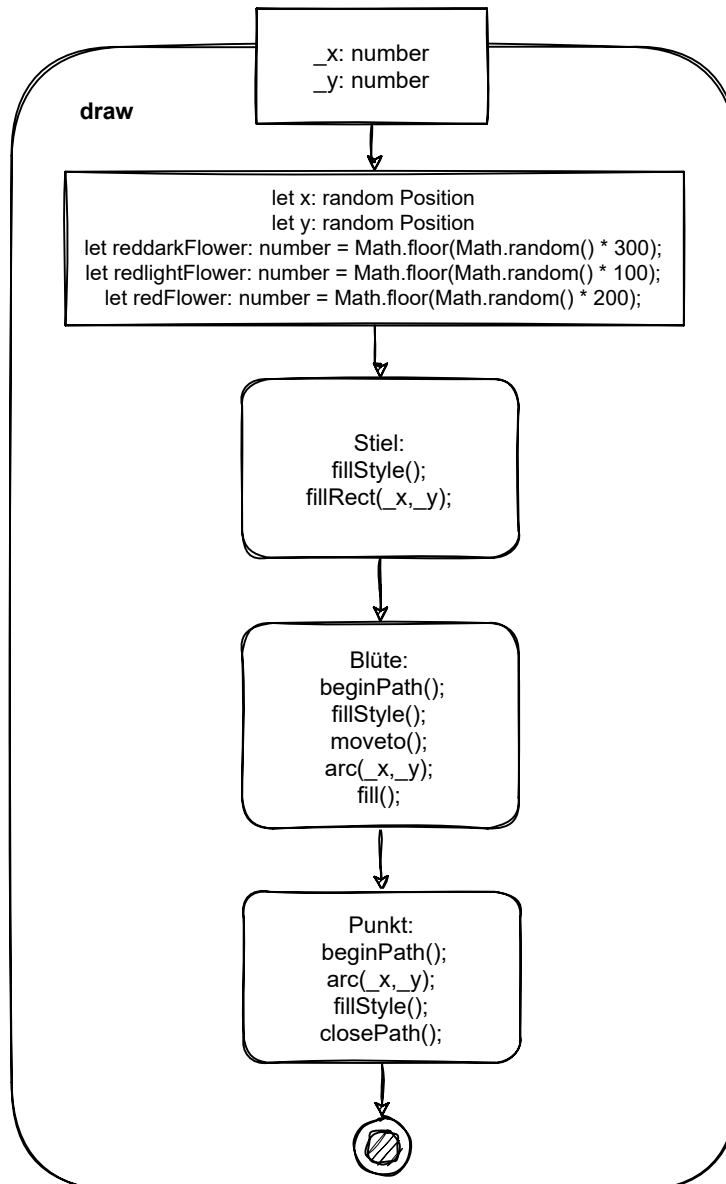 _x: number
_y: number
draw
let x: random Position
let y: random Position
let reddarkFlower: number = Math.floor(Math.random() * 300);
let redlightFlower: number = Math.floor(Math.random() * 100);
let redFlower: number = Math.floor(Math.random() * 200);
Stiel:
fillStyle();
fillRect(_x,_y);
Blüte:
beginPath();
fillStyle();
moveto();
arc(_x,_y);
fill();
Punkt:
beginPath();
arc(_x,_y);
fillStyle();
closePath();